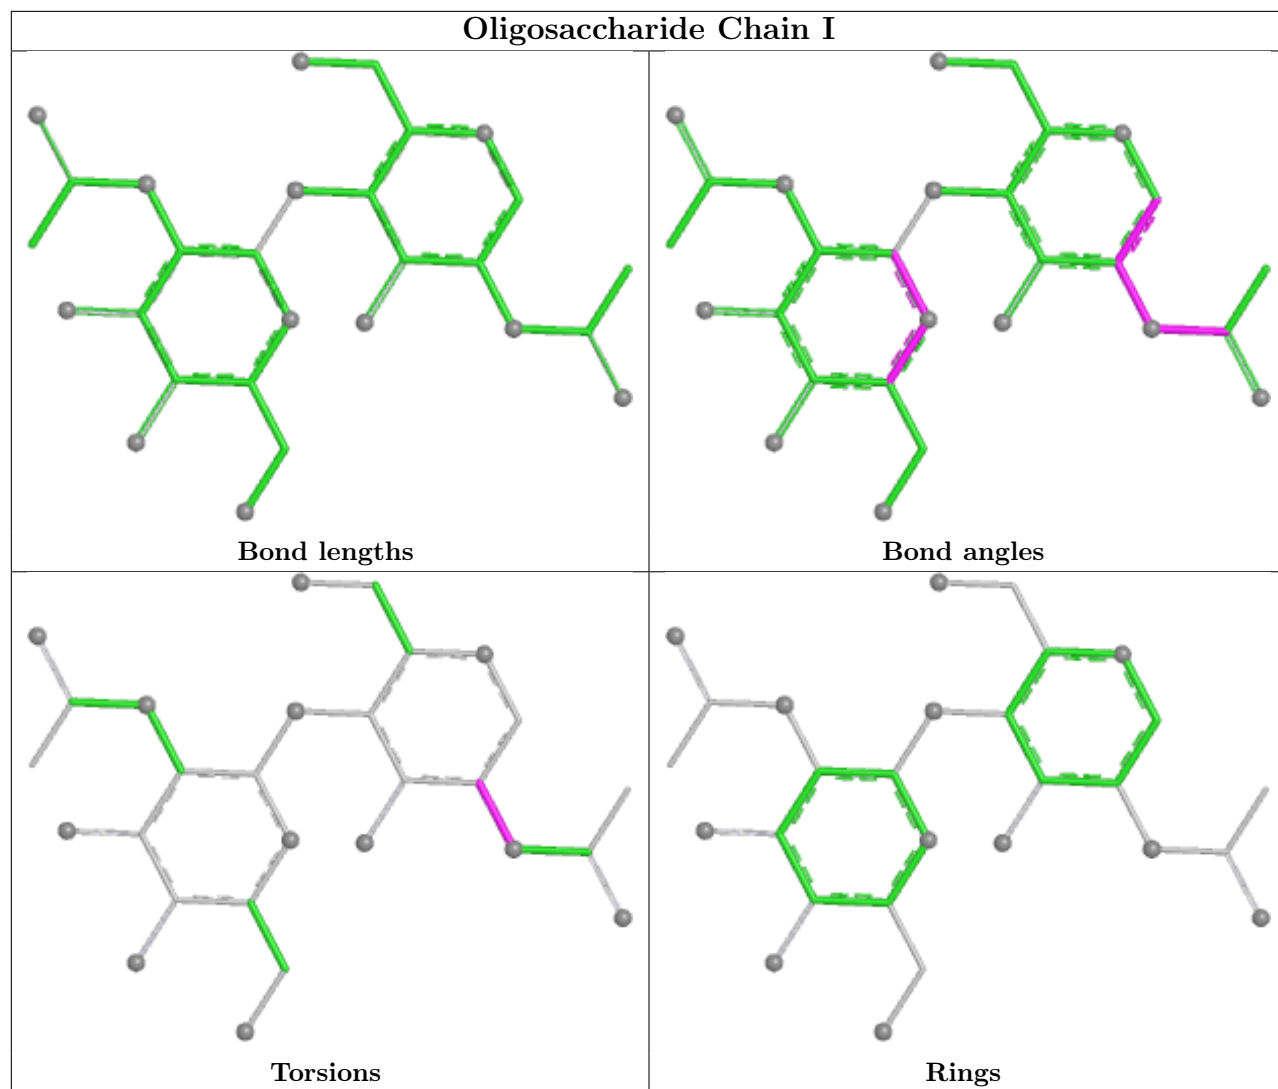 Oligosaccharide Chain I
Bond lengths
Bond angles
Torsions
Rings